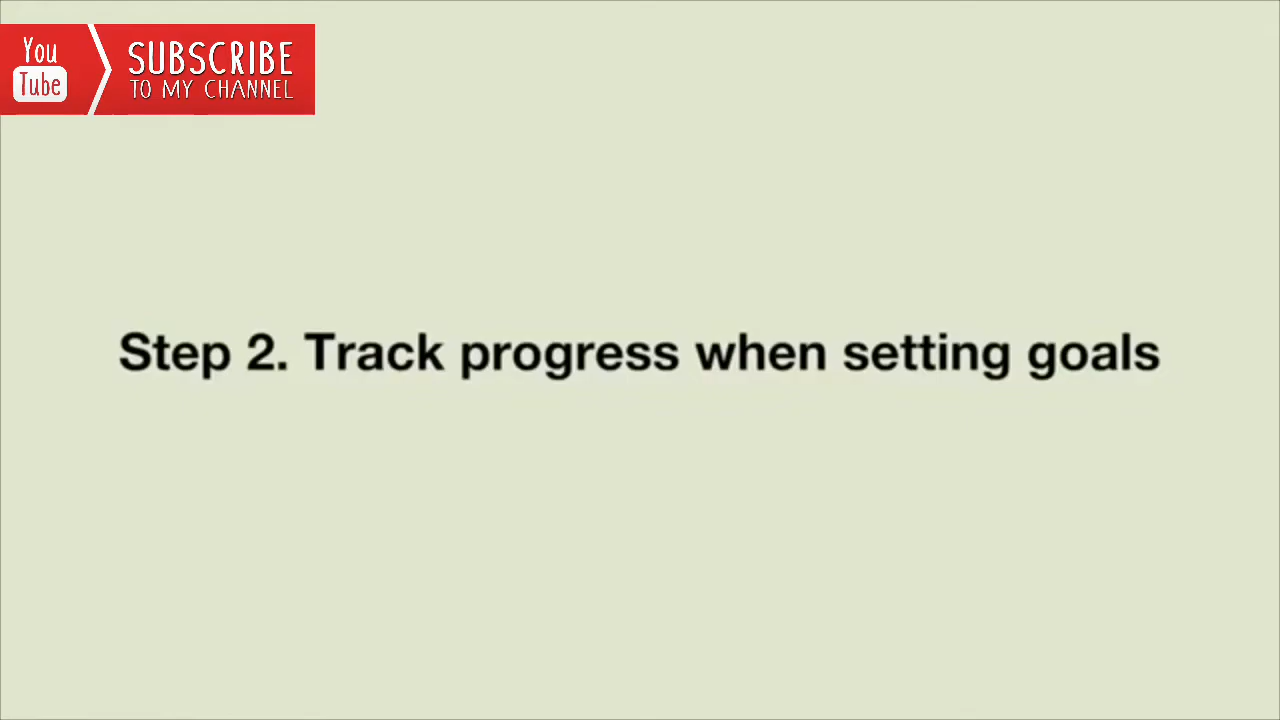 You
Tube
SUBSCRIBE
TO MY CHANNEL
Step 2. Track progress when setting goals